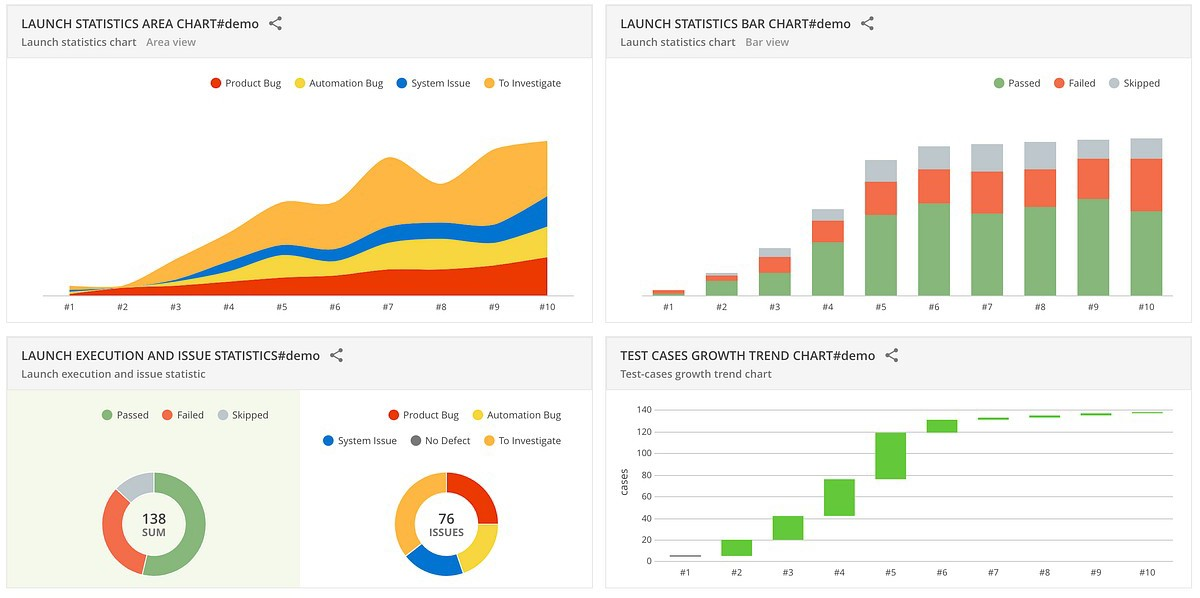 LAUNCH STATISTICS AREA CHART#demo
Launch statistics chart Area view
Product Bug Automation Bug System Issue To Investigate
#1 #2 #3 #4 #5 #6 #7 #8 #9 #10
LAUNCH STATISTICS BAR CHART#demo
Launch statistics chart Bar view
Passed Failed Skipped
#1 #2 #3 #4 #5 #6 #7 #8 #9 #10
LAUNCH EXECUTION AND ISSUE STATISTICS#demo
Launch execution and issue statistic
Passed Failed Skipped
138
SUM
Product Bug Automation Bug
System Issue No Defect To Investigate
76
ISSUES
TEST CASES GROWTH TREND CHART#demo
Test-cases growth trend chart
cases
140
120
100
80
60
40
20
0
#1 #2 #3 #4 #5 #6 #7 #8 #9 #10